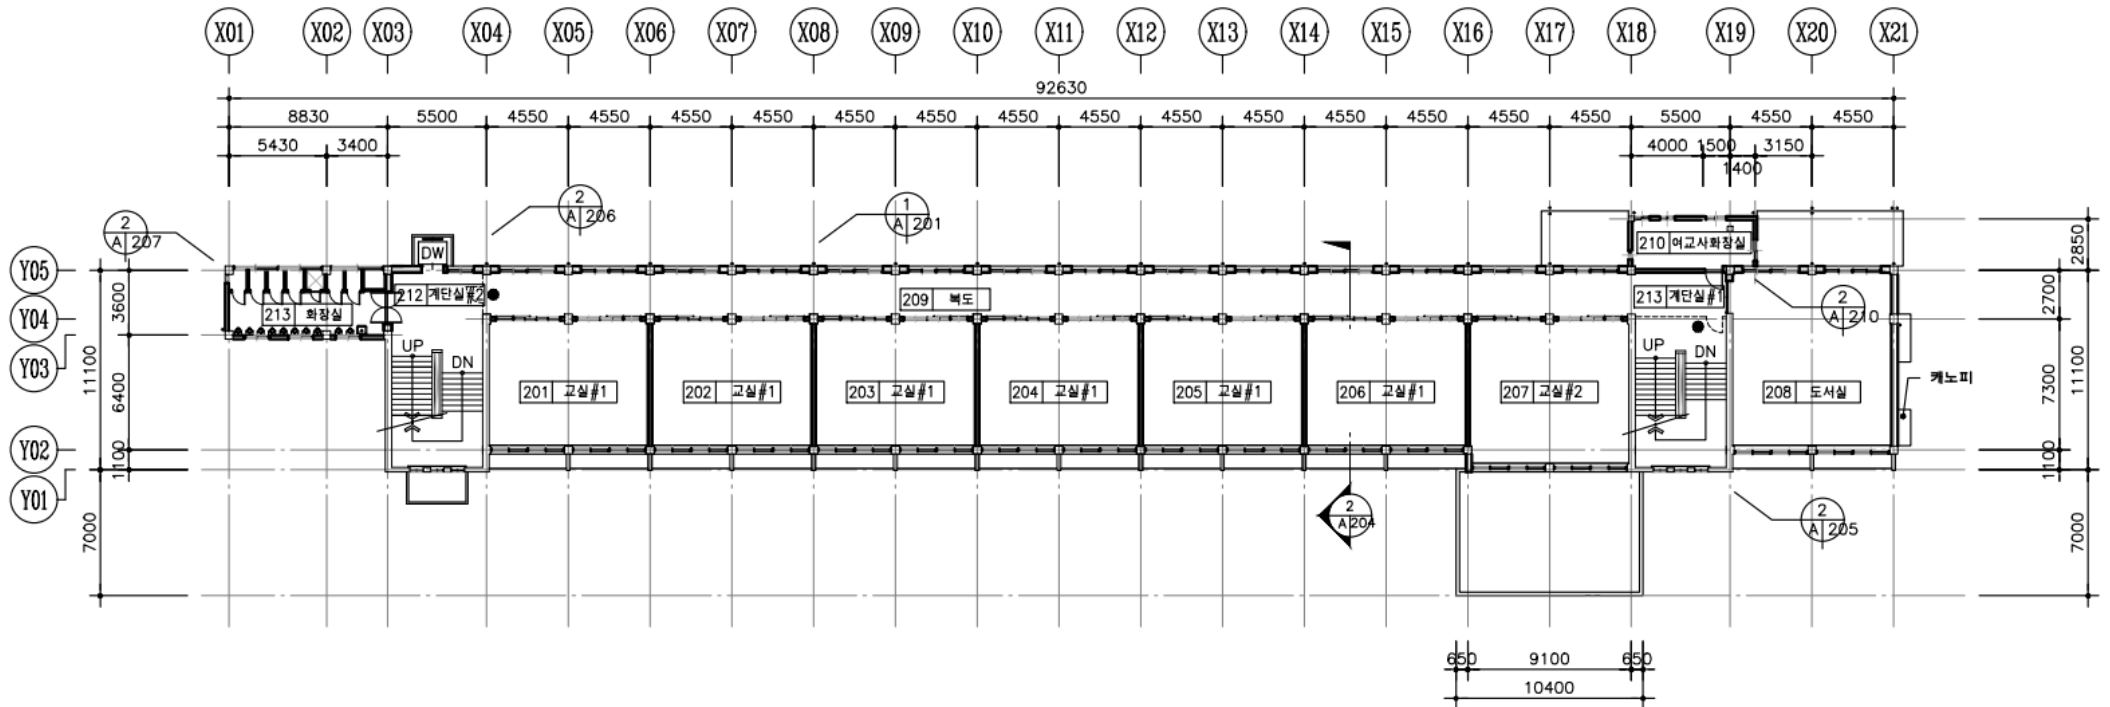 X01 X02 X03 X04 X05 X06 X07 X08 X09 X10 X11 X12 X13 X14 X15 X16 X17 X18 X19 X20 X21
92630
8830 5500 4550 4550 4550 4550 4550 4550 4550 4550 4550 4550 4550 4550 4550 4550 5500 4550 4550
5430 3400 4000 1500 3150
1400
2
A 206
1
A 201
2
A 207
DW
210 여교사화장실
2850
Y05
212 계단실#2
209 복도
213 계단실#1
2
A 210
3600
2700
Y04
213 화장실
Y03
UP
DN
UP
DN
11100
6400
7300
11100
캐노피
201 교실#1
202 교실#1
203 교실#1
204 교실#1
205 교실#1
206 교실#1
207 교실#2
208 도서실
Y02
1100
1100
Y01
2
A 204
2
A 205
7000
7000
650 9100 650
10400